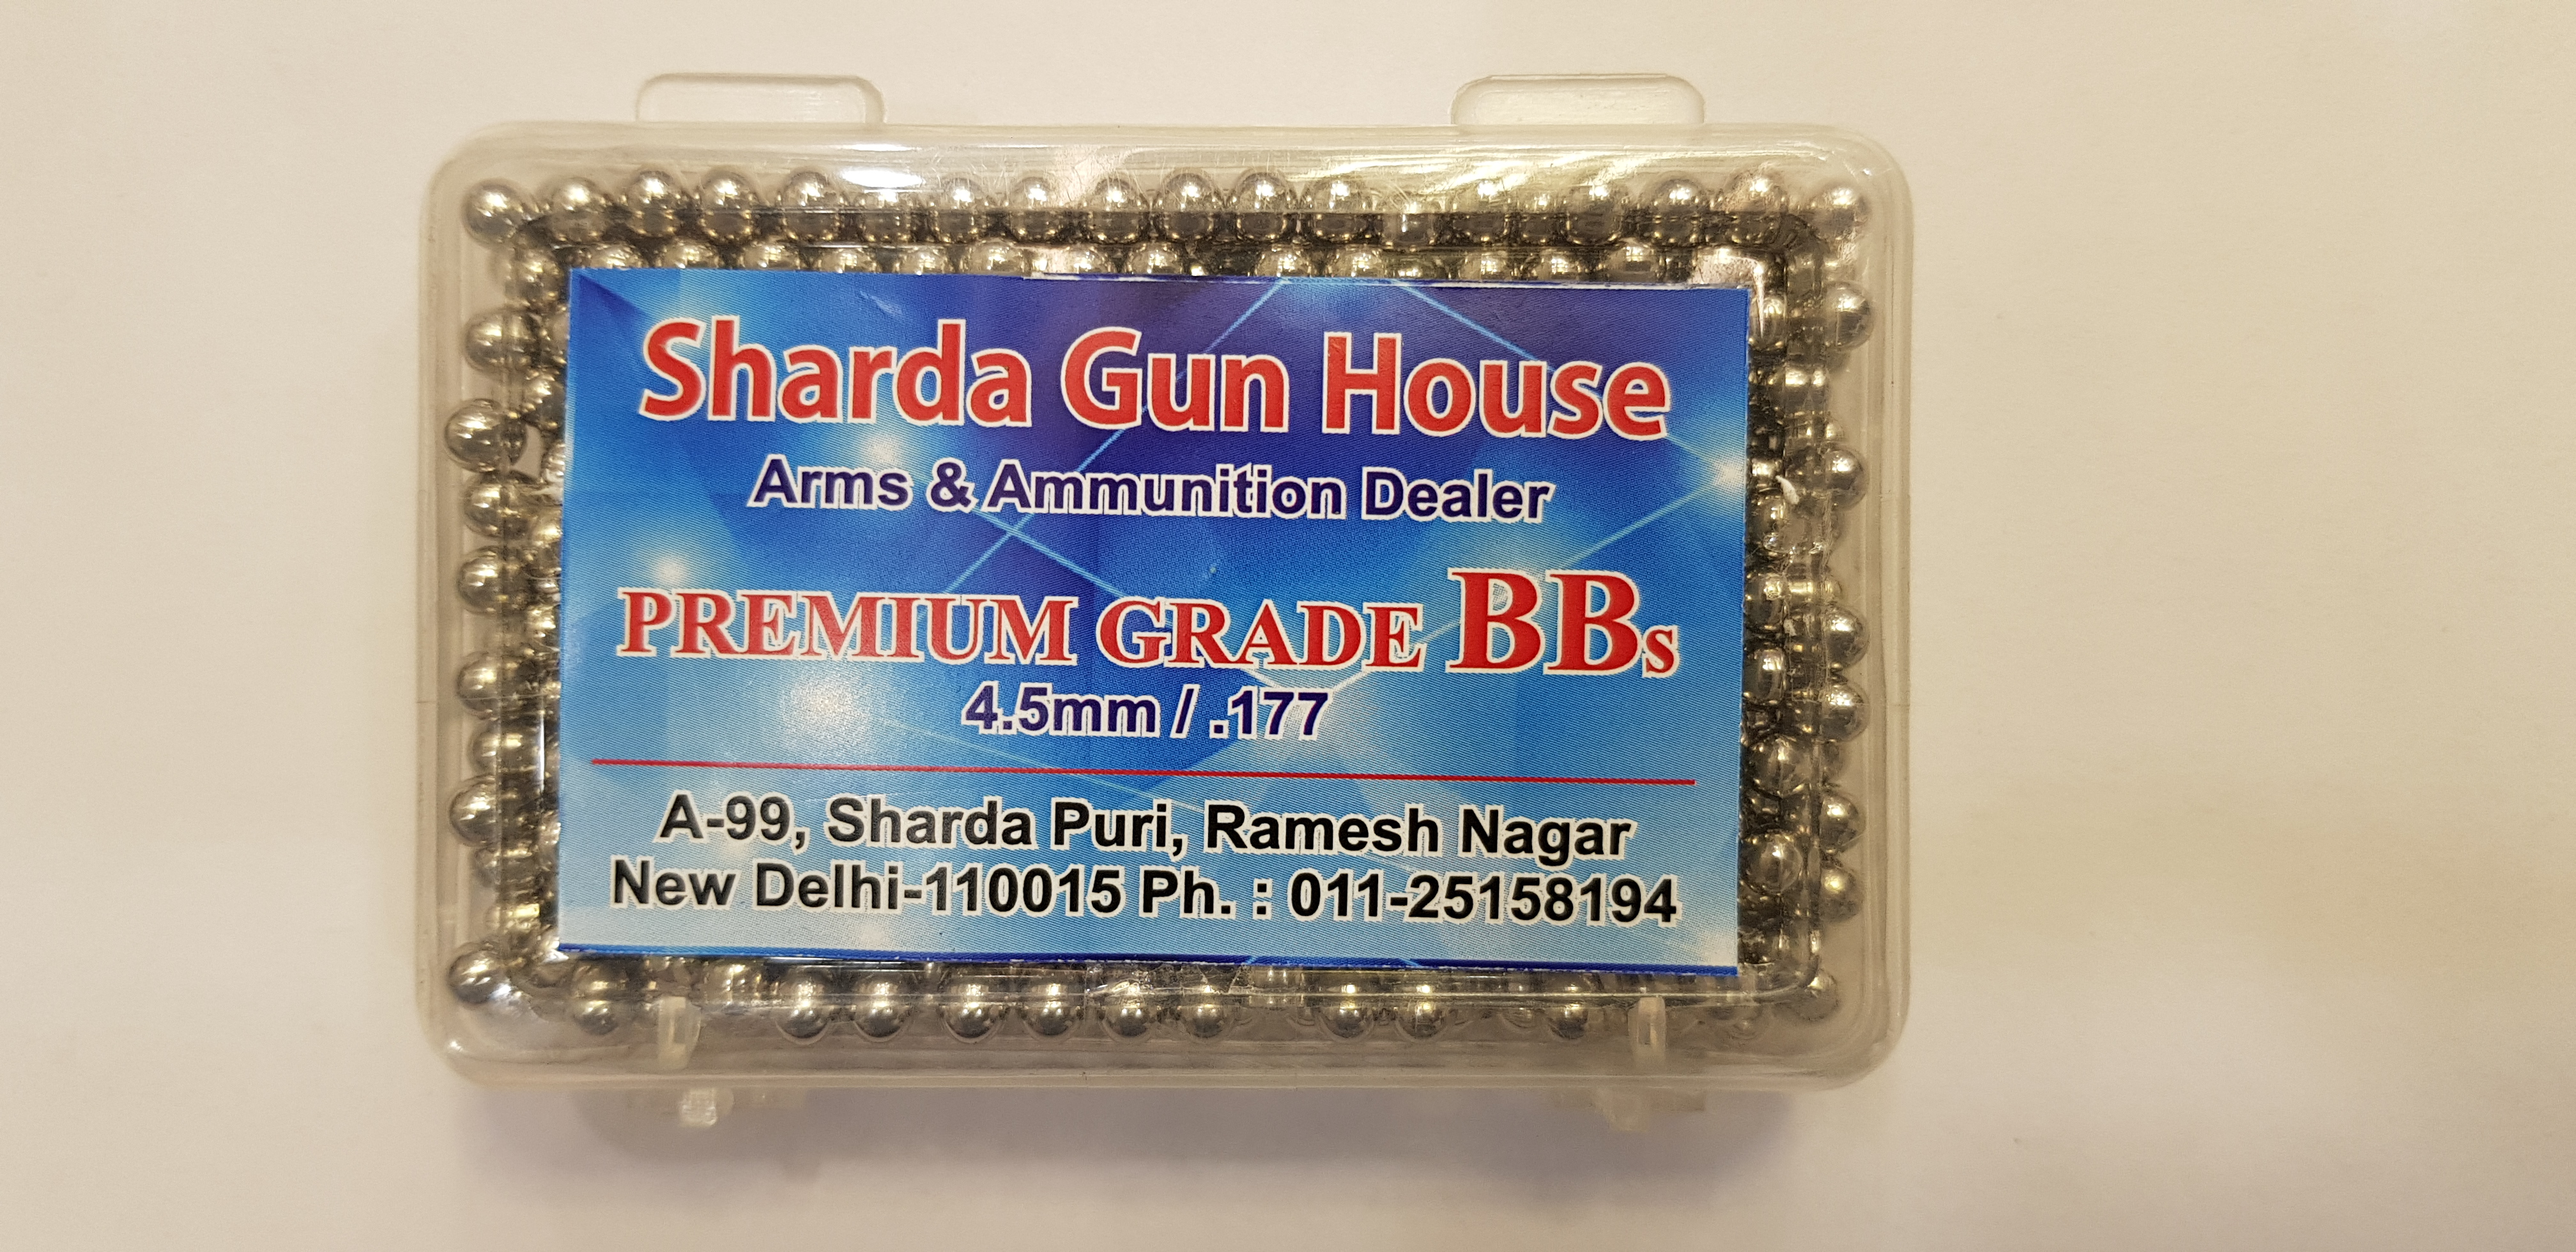 Sharda Gun House
Arms & Ammunition Dealer
PREMIUM GRADE BBs
4.5mm / .177
A-99, Sharda Puri, Ramesh Nagar
New Delhi-110015 Ph. : 011-25158194